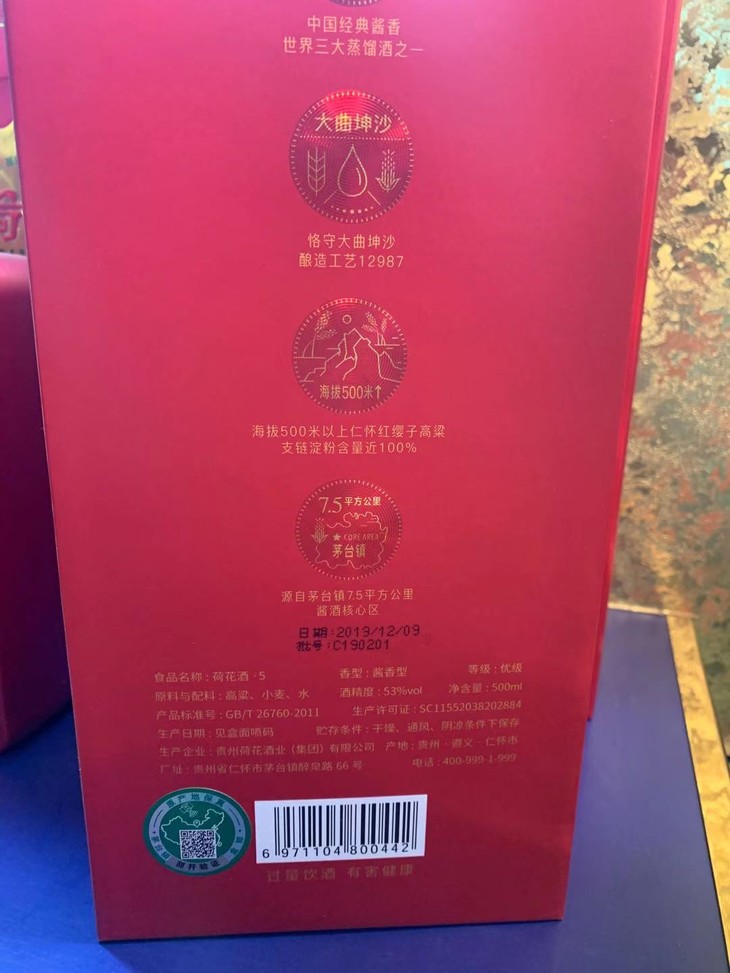 中国经典酱香
世界三大蒸馏酒之一
大曲坤沙
恪守大曲坤沙
酿造工艺12987
海拔500米↑
海拔500米以上仁怀红缨子高粱
支链淀粉含量近100%
7.5平方公里
★ CORE AREA
茅台镇
源自茅台镇7.5平方公里
酱酒核心区
日期:2019/12/09
批号:C190201
食品名称:荷花酒·5 香型:酱香型 等级:优级
原料与配料:高粱、小麦、水 酒精度:53%vol 净含量:500ml
产品标准号:GB/T 26760-2011 生产许可证:SC11552038202884
生产日期:见盒面喷码 贮存条件:干燥、通风、阴凉条件下保存
生产企业:贵州荷花酒业(集团)有限公司 产地:贵州·遵义·仁怀市
厂址:贵州省仁怀市茅台镇醉泉路 66 号 电话:400-999-1-999
6 971104 800442
过量饮酒 有害健康